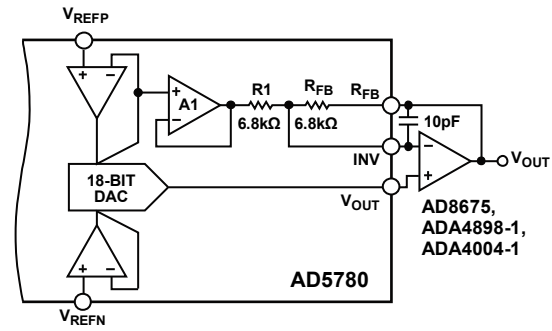 VREFP
+ −
+
A1
−
R1
6.8kΩ
RFB
6.8kΩ
RFB
10pF
INV
−
+
VOUT
18-BIT
DAC
VOUT
AD8675,
ADA4898-1,
ADA4004-1
+ −
AD5780
VREFN